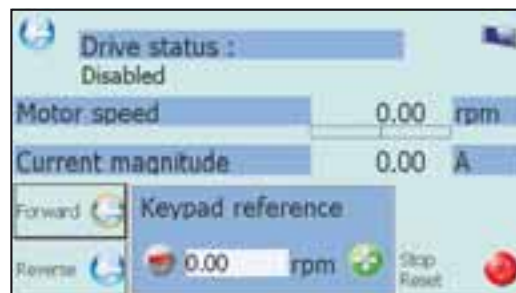 Drive status :
Disabled
Motor speed 0.00 rpm
Current magnitude 0.00 A
Forward Keypad reference
Reverse 0.00 rpm Stop
Reset